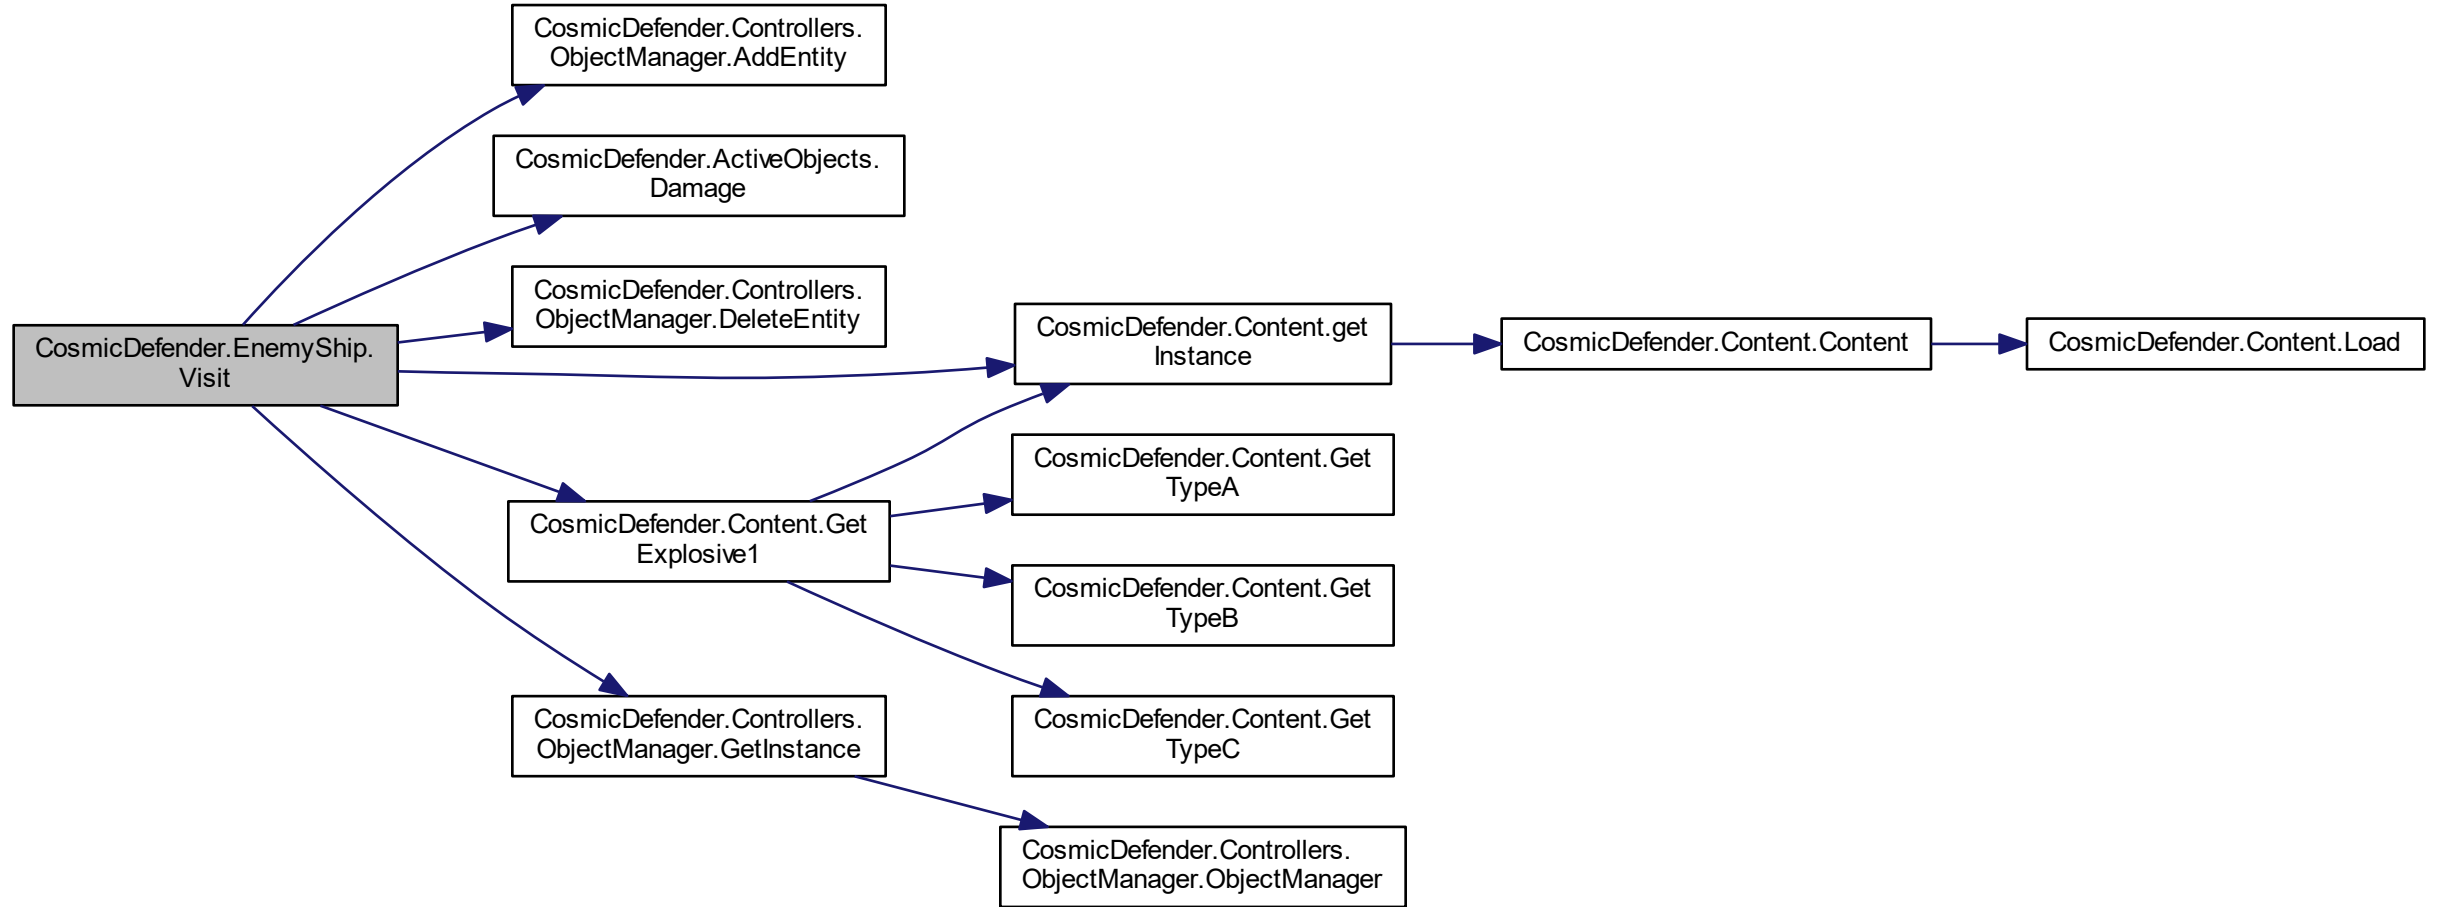 CosmicDefender.Controllers.
ObjectManager.AddEntity
CosmicDefender.ActiveObjects.
Damage
CosmicDefender.Controllers.
ObjectManager.DeleteEntity
CosmicDefender.EnemyShip.
Visit
CosmicDefender.Content.get
Instance
CosmicDefender.Content.Content
CosmicDefender.Content.Load
CosmicDefender.Content.Get
TypeA
CosmicDefender.Content.Get
Explosive1
CosmicDefender.Content.Get
TypeB
CosmicDefender.Controllers.
ObjectManager.GetInstance
CosmicDefender.Content.Get
TypeC
CosmicDefender.Controllers.
ObjectManager.ObjectManager